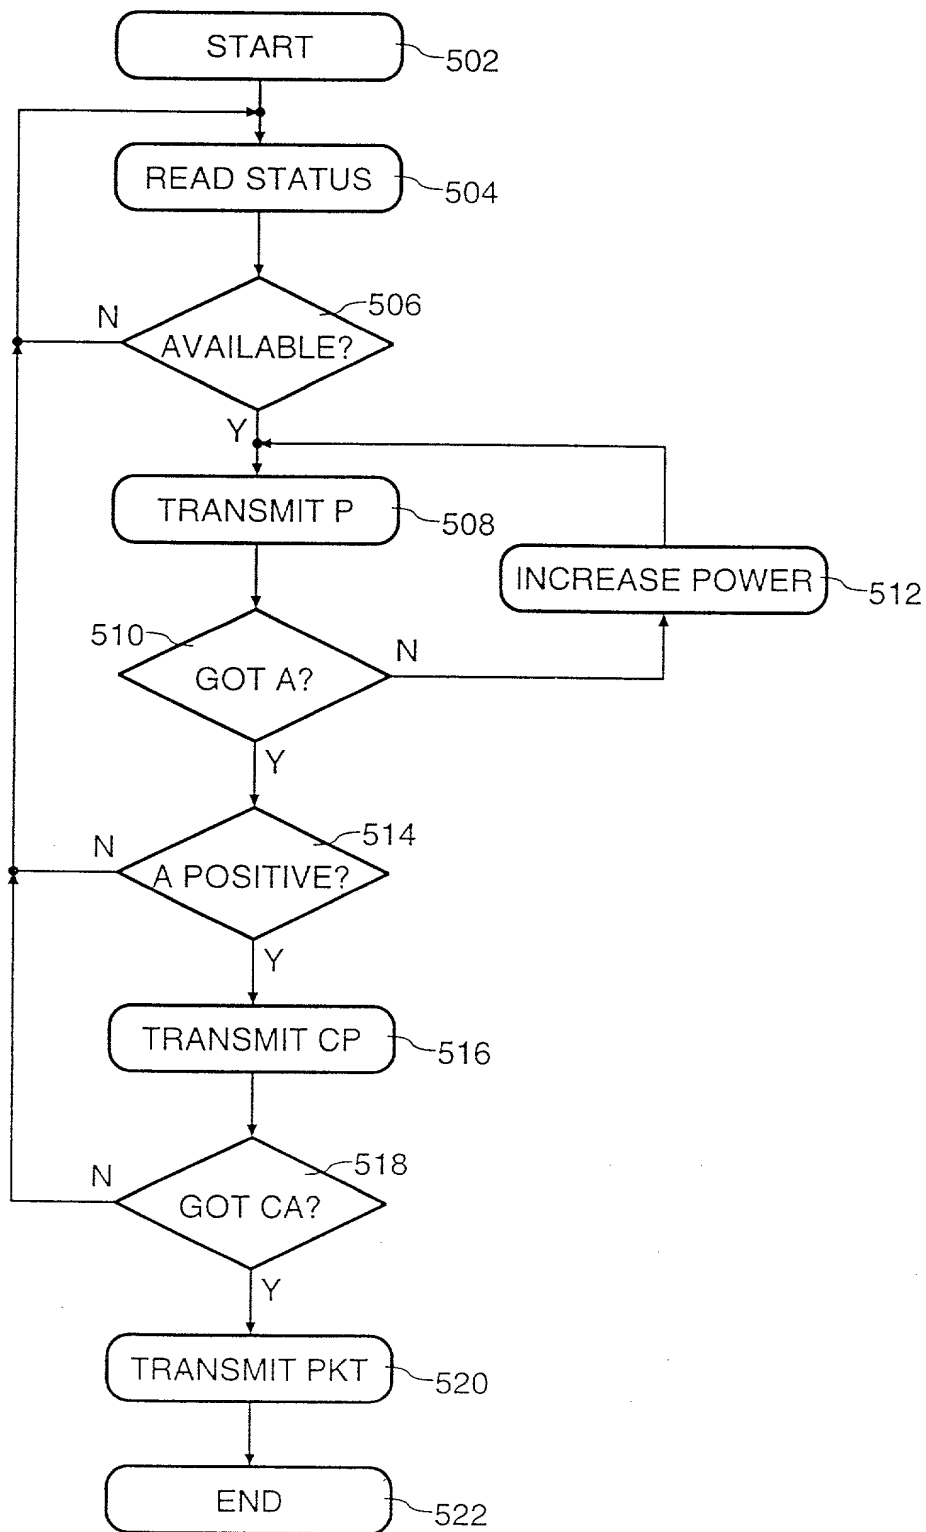 START
502
READ STATUS
504
506
N
AVAILABLE?
Y
TRANSMIT P
508
INCREASE POWER
512
510
N
GOT A?
Y
514
N
A POSITIVE?
Y
TRANSMIT CP
516
518
N
GOT CA?
Y
TRANSMIT PKT
520
END
522